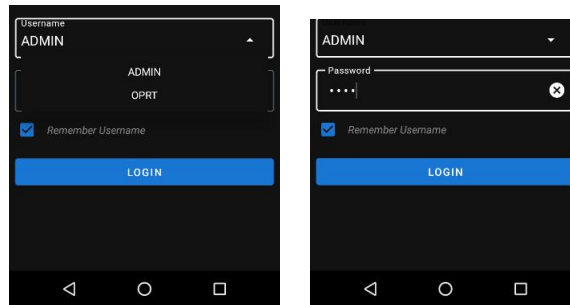 Username
ADMIN
ADMIN
OPRT
Remember Username
LOGIN
ADMIN
Password
Remember Username
LOGIN